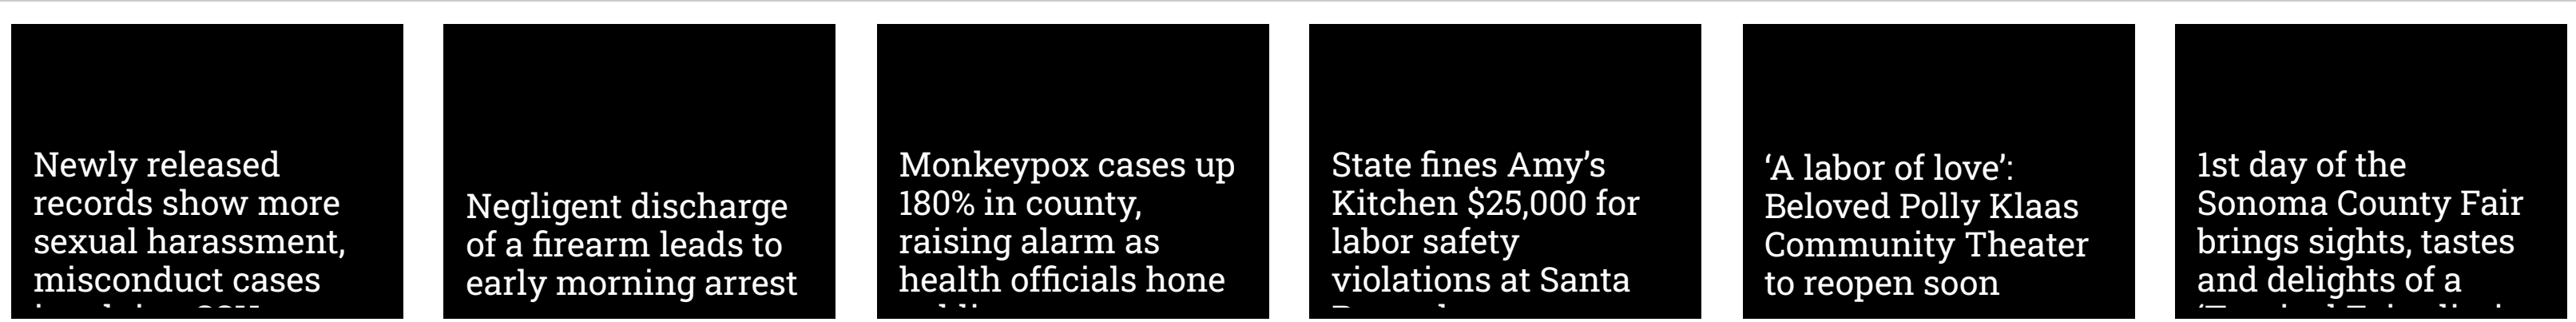 Newly released
records show more
sexual harassment,
misconduct cases
Negligent discharge
of a firearm leads to
early morning arrest
Monkeypox cases up
180% in county,
raising alarm as
health officials hone
State fines Amy’s
Kitchen $25,000 for
labor safety
violations at Santa
‘A labor of love’:
Beloved Polly Klaas
Community Theater
to reopen soon
1st day of the
Sonoma County Fair
brings sights, tastes
and delights of a